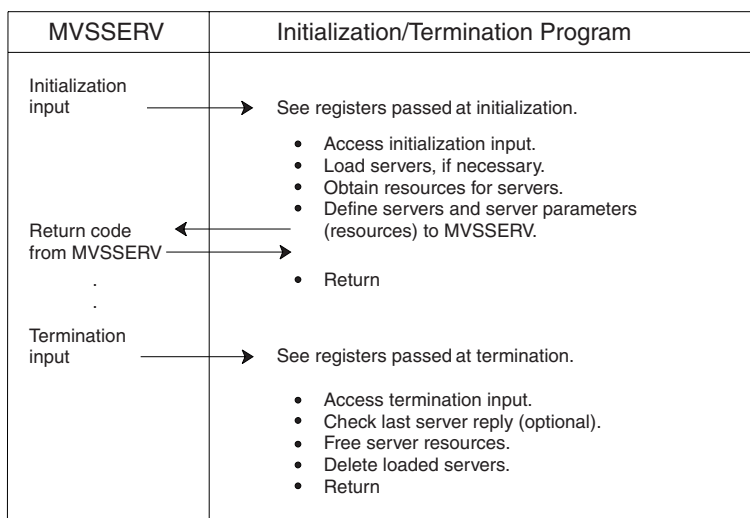 MVSSERV
Initialization/Termination Program
Initialization
input
See registers passed at initialization.
• Access initialization input.
• Load servers, if necessary.
• Obtain resources for servers.
• Define servers and server parameters
(resources) to MVSSERV.
Return code
from MVSSERV
.
.
• Return
Termination
input
See registers passed at termination.
• Access termination input.
• Check last server reply (optional).
• Free server resources.
• Delete loaded servers.
• Return